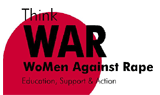 Think
WAR
WoMen Against Rape
Education, Support & Action